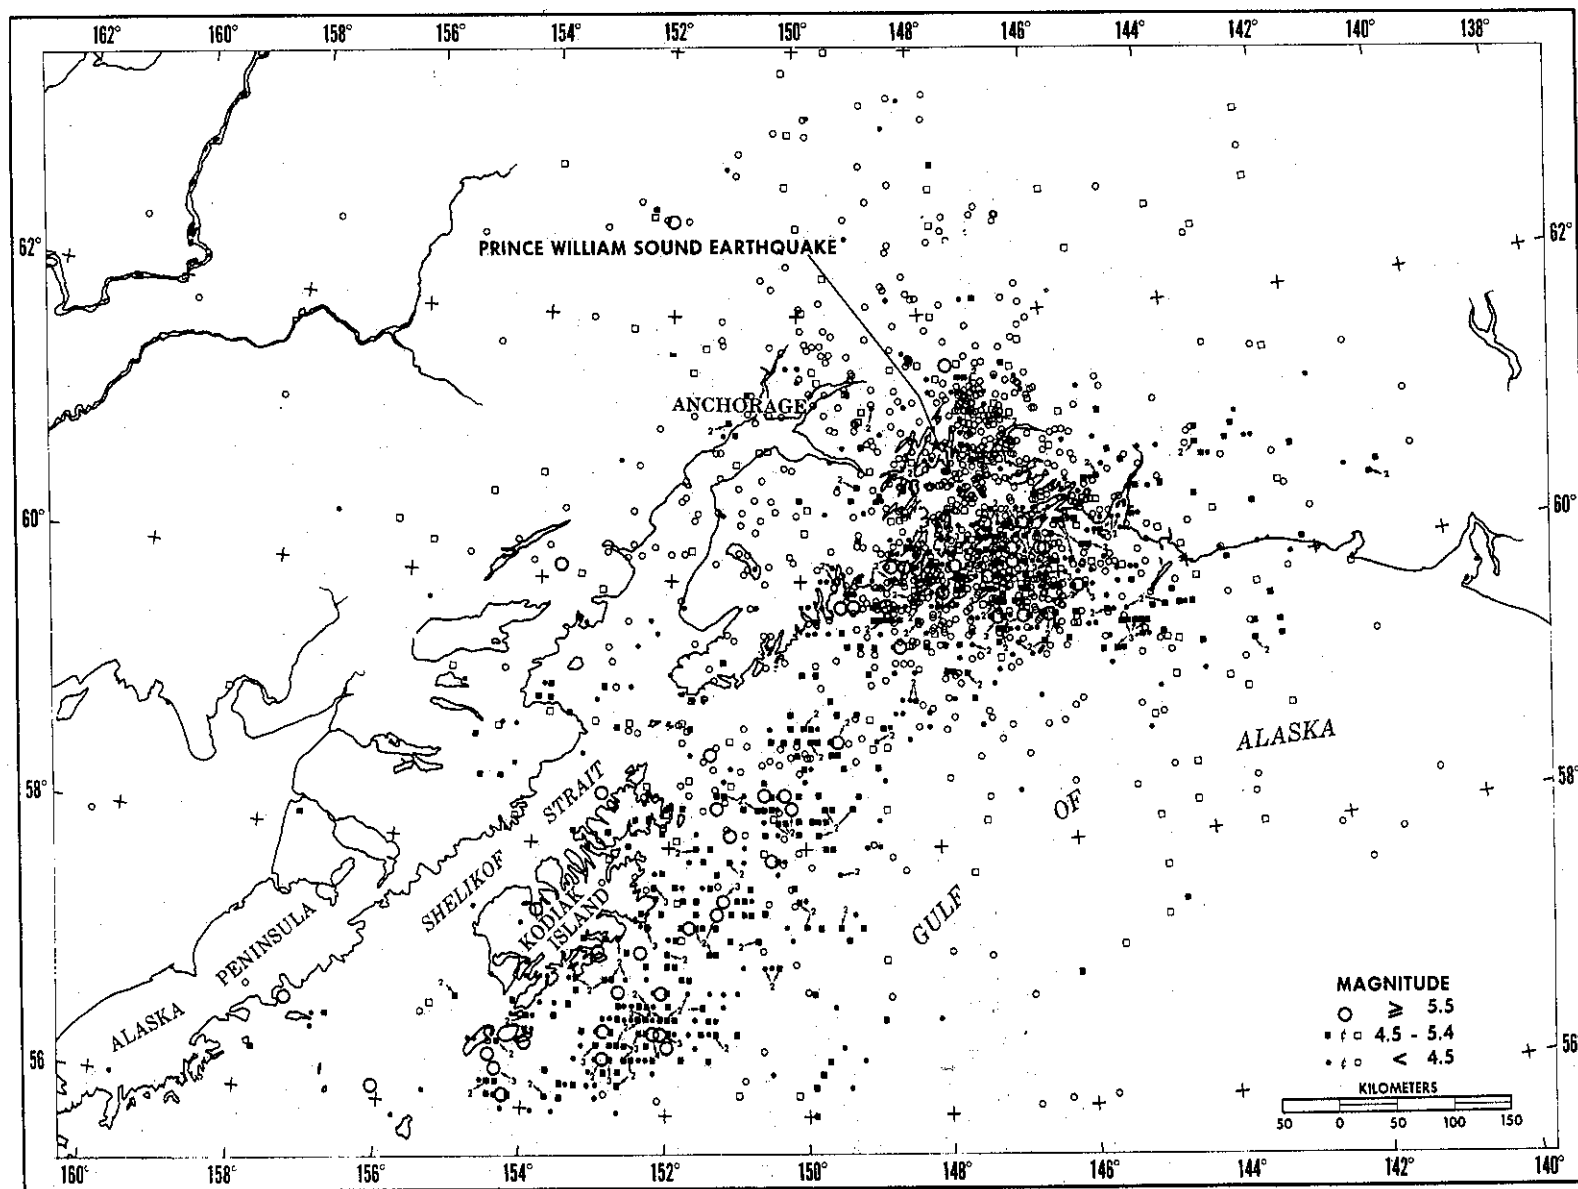 162° 160° 158° 156° 154° 152° 150° 148° 146° 144° 142° 140° 138°
62° 62°
PRINCE WILLIAM SOUND EARTHQUAKE
ANCHORAGE
60° 60°
ALASKA
58° 58°
STRAIT
OF
SHELIKOF
GULF
KODIAK
ISLAND
PENINSULA
ALASKA
MAGNITUDE
≥ 5.5
4.5 - 5.4
< 4.5
56° 56°
KILOMETERS
50 0 50 100 150
160° 158° 156° 154° 152° 150° 148° 146° 144° 142° 140°